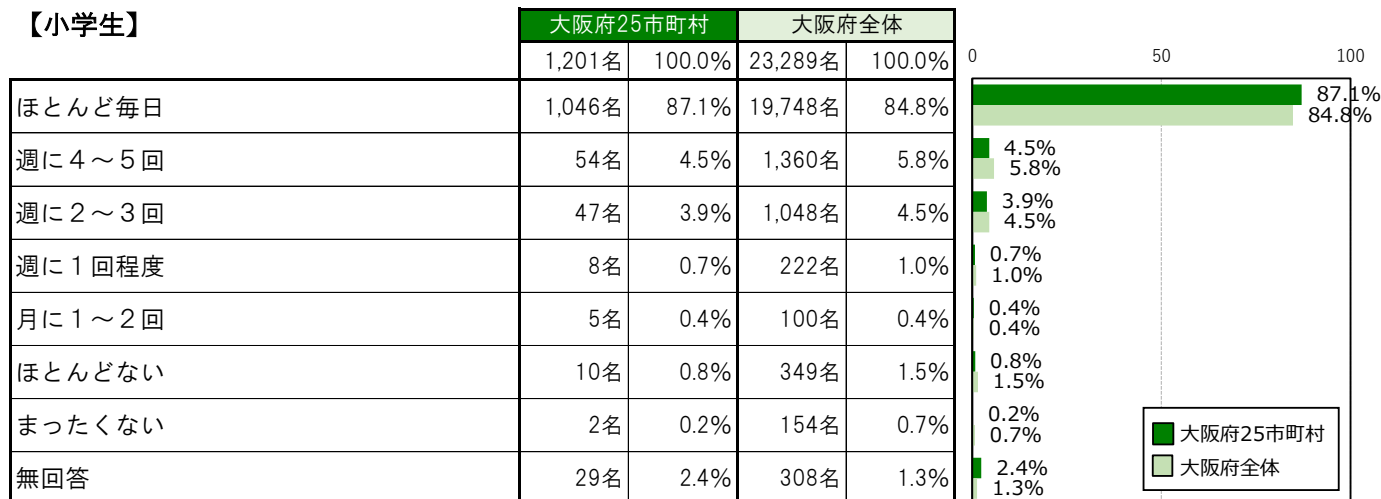 【小学生】
大阪府25市町村 大阪府全体
1,201名 100.0% 23,289名 100.0%
ほとんど毎日 1,046名 87.1% 19,748名 84.8%
週に４～５回 54名 4.5% 1,360名 5.8%
週に２～３回 47名 3.9% 1,048名 4.5%
週に１回程度 8名 0.7% 222名 1.0%
月に１～２回 5名 0.4% 100名 0.4%
ほとんどない 10名 0.8% 349名 1.5%
まったくない 2名 0.2% 154名 0.7%
無回答 29名 2.4% 308名 1.3%
0 50 100
87.1%
84.8%
4.5%
5.8%
3.9%
4.5%
0.7%
1.0%
0.4%
0.4%
0.8%
1.5%
0.2%
0.7%
2.4%
1.3%
大阪府25市町村
大阪府全体